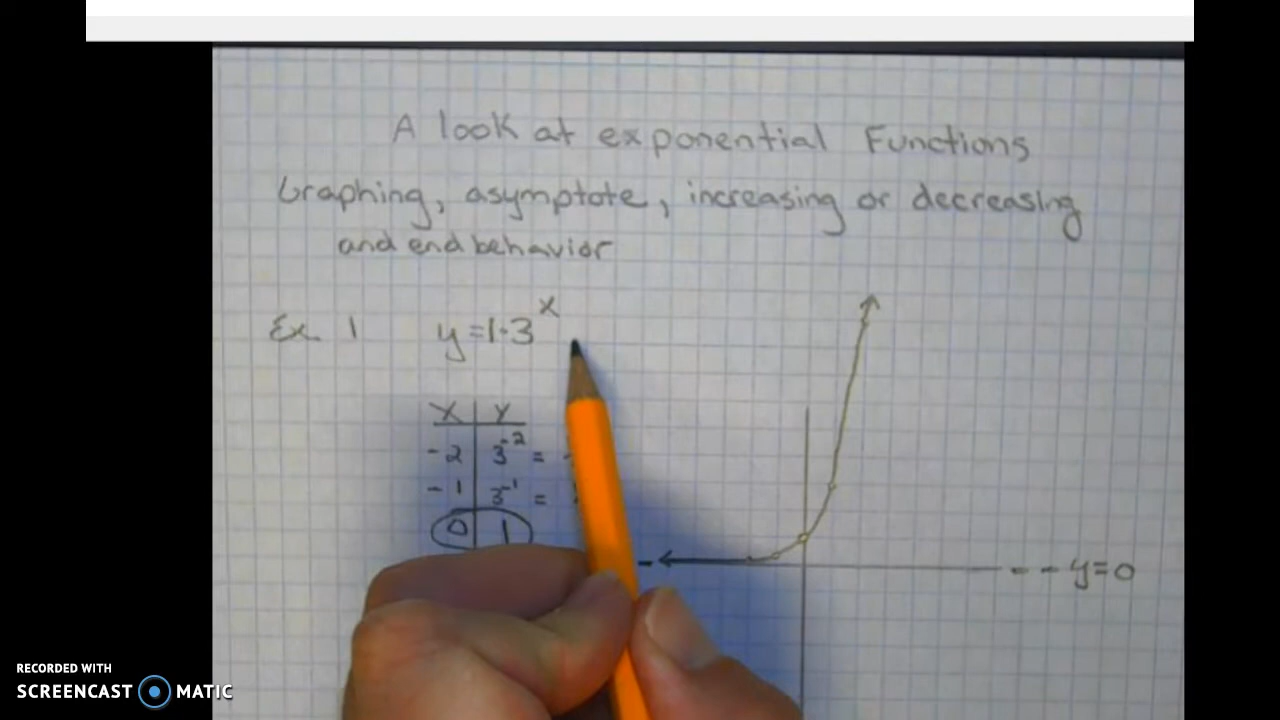 A look at exponential Functions
Graphing, asymptote, increasing or decreasing
and end behavior
Ex. 1 y=1·3^x
X Y
-2 3^-2 =
-1 3^-1 =
0 1
y=0
RECORDED WITH
SCREENCAST MATIC